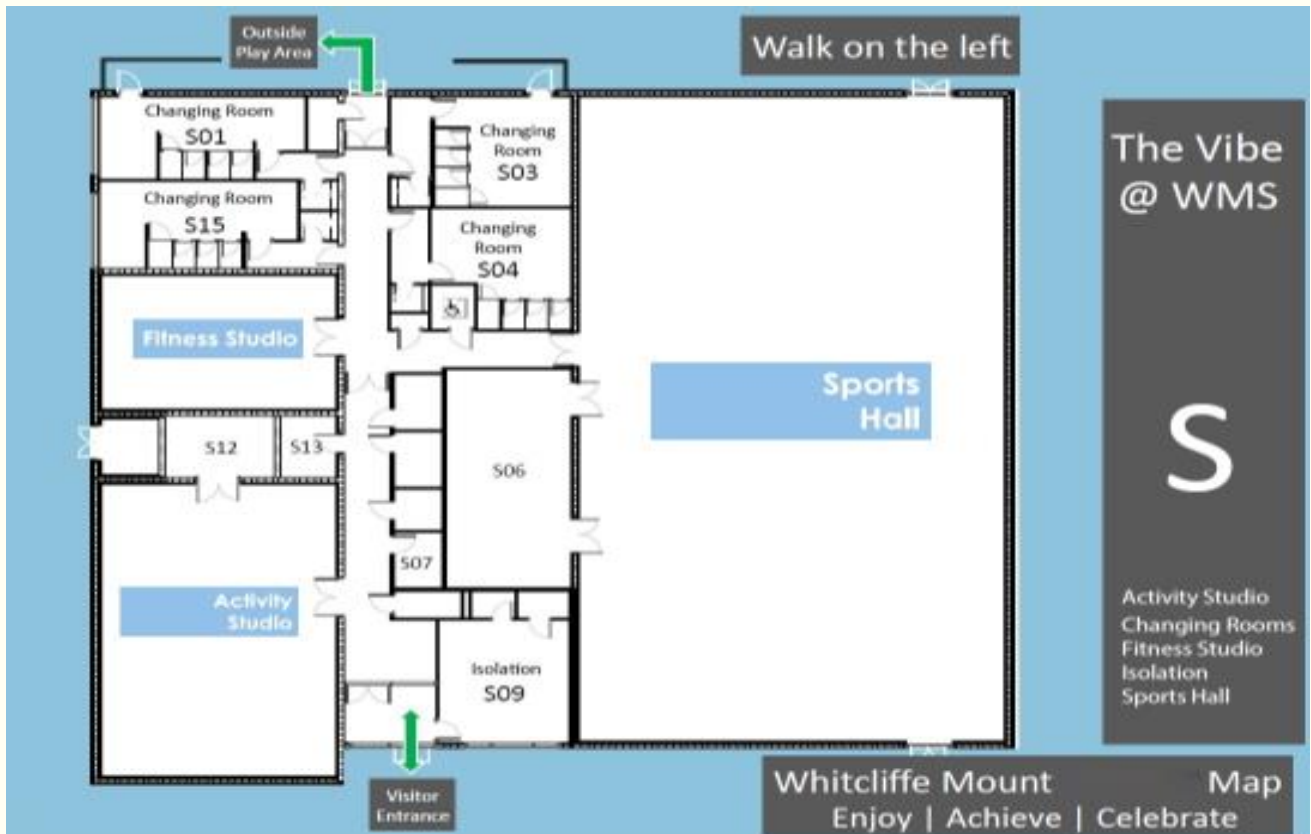 Outside
Play Area
Walk on the left
Changing Room
S01
Changing
Room
S03
Changing Room
S15
Changing
Room
S04
Fitness Studio
Sports
Hall
S12
S13
S06
S07
Activity
Studio
Isolation
S09
Visitor
Entrance
The Vibe
@ WMS
S
Activity Studio
Changing Rooms
Fitness Studio
Isolation
Sports Hall
Whitcliffe Mount Map
Enjoy | Achieve | Celebrate